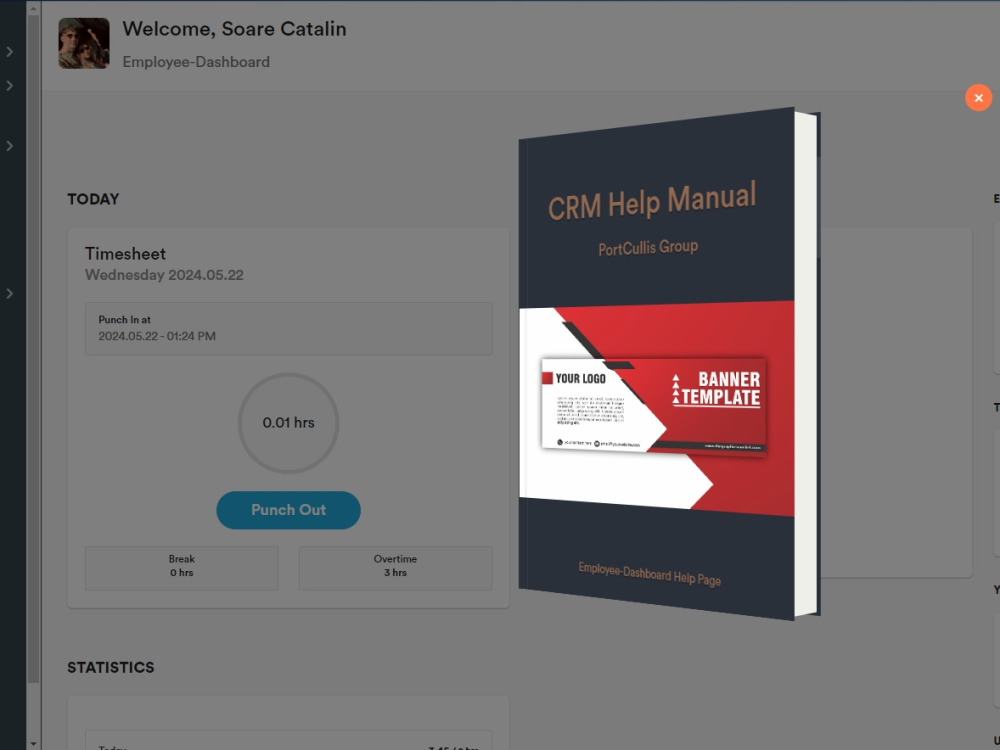 Welcome, Soare Catalin
Employee-Dashboard
TODAY
Timesheet
Wednesday 2024.05.22
Punch In at
2024.05.22 - 01:24 PM
0.01 hrs
Punch Out
Break
0 hrs
Overtime
3 hrs
STATISTICS
Today
CRM Help Manual
PortCullis Group
YOUR LOGO
BANNER
TEMPLATE
Employee-Dashboard Help Page